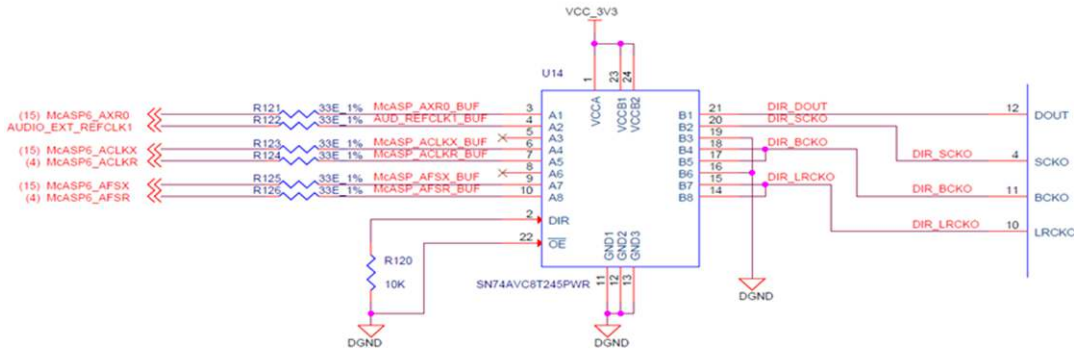 VCC_3V3
U14
1
23
24
VCCA
VCCB1
VCCB2
(15) McASP6_AXR0
R121
33E_1%
McASP_AXR0_BUF
3
A1
B1
21
DIR_DOUT
12
DOUT
AUDIO_EXT_REFCLK1
R122
33E_1%
AUD_REFCLK1_BUF
4
A2
B2
20
DIR_SCKO
5
A3
B3
19
(15) McASP6_ACLKX
R123
33E_1%
McASP_ACLKX_BUF
6
A4
B4
18
DIR_BCKO
(4) McASP6_ACLKR
R124
33E_1%
McASP_ACLKR_BUF
7
A5
B5
17
DIR_SCKO
4
SCKO
8
A6
B6
16
(15) McASP6_AFSX
R125
33E_1%
McASP_AFSX_BUF
9
A7
B7
15
DIR_LRCKO
(4) McASP6_AFSR
R126
33E_1%
McASP_AFSR_BUF
10
A8
B8
14
DIR_BCKO
11
BCKO
2
DIR
22
OE
DIR_LRCKO
10
LRCKO
GND1
GND2
GND3
R120
10K
11
12
13
SN74AVC8T245PWR
DGND
DGND
DGND